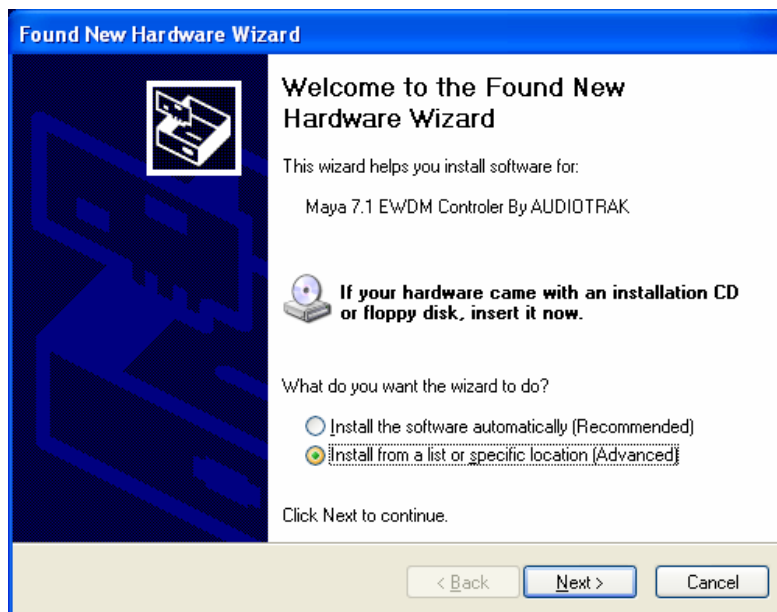 Found New Hardware Wizard
Welcome to the Found New
Hardware Wizard
This wizard helps you install software for:
Maya 7.1 EWDM Controler By AUDIOTRAK
If your hardware came with an installation CD
or floppy disk, insert it now.
What do you want the wizard to do?
Install the software automatically (Recommended)
Install from a list or specific location (Advanced)
Click Next to continue.
< Back
Next >
Cancel